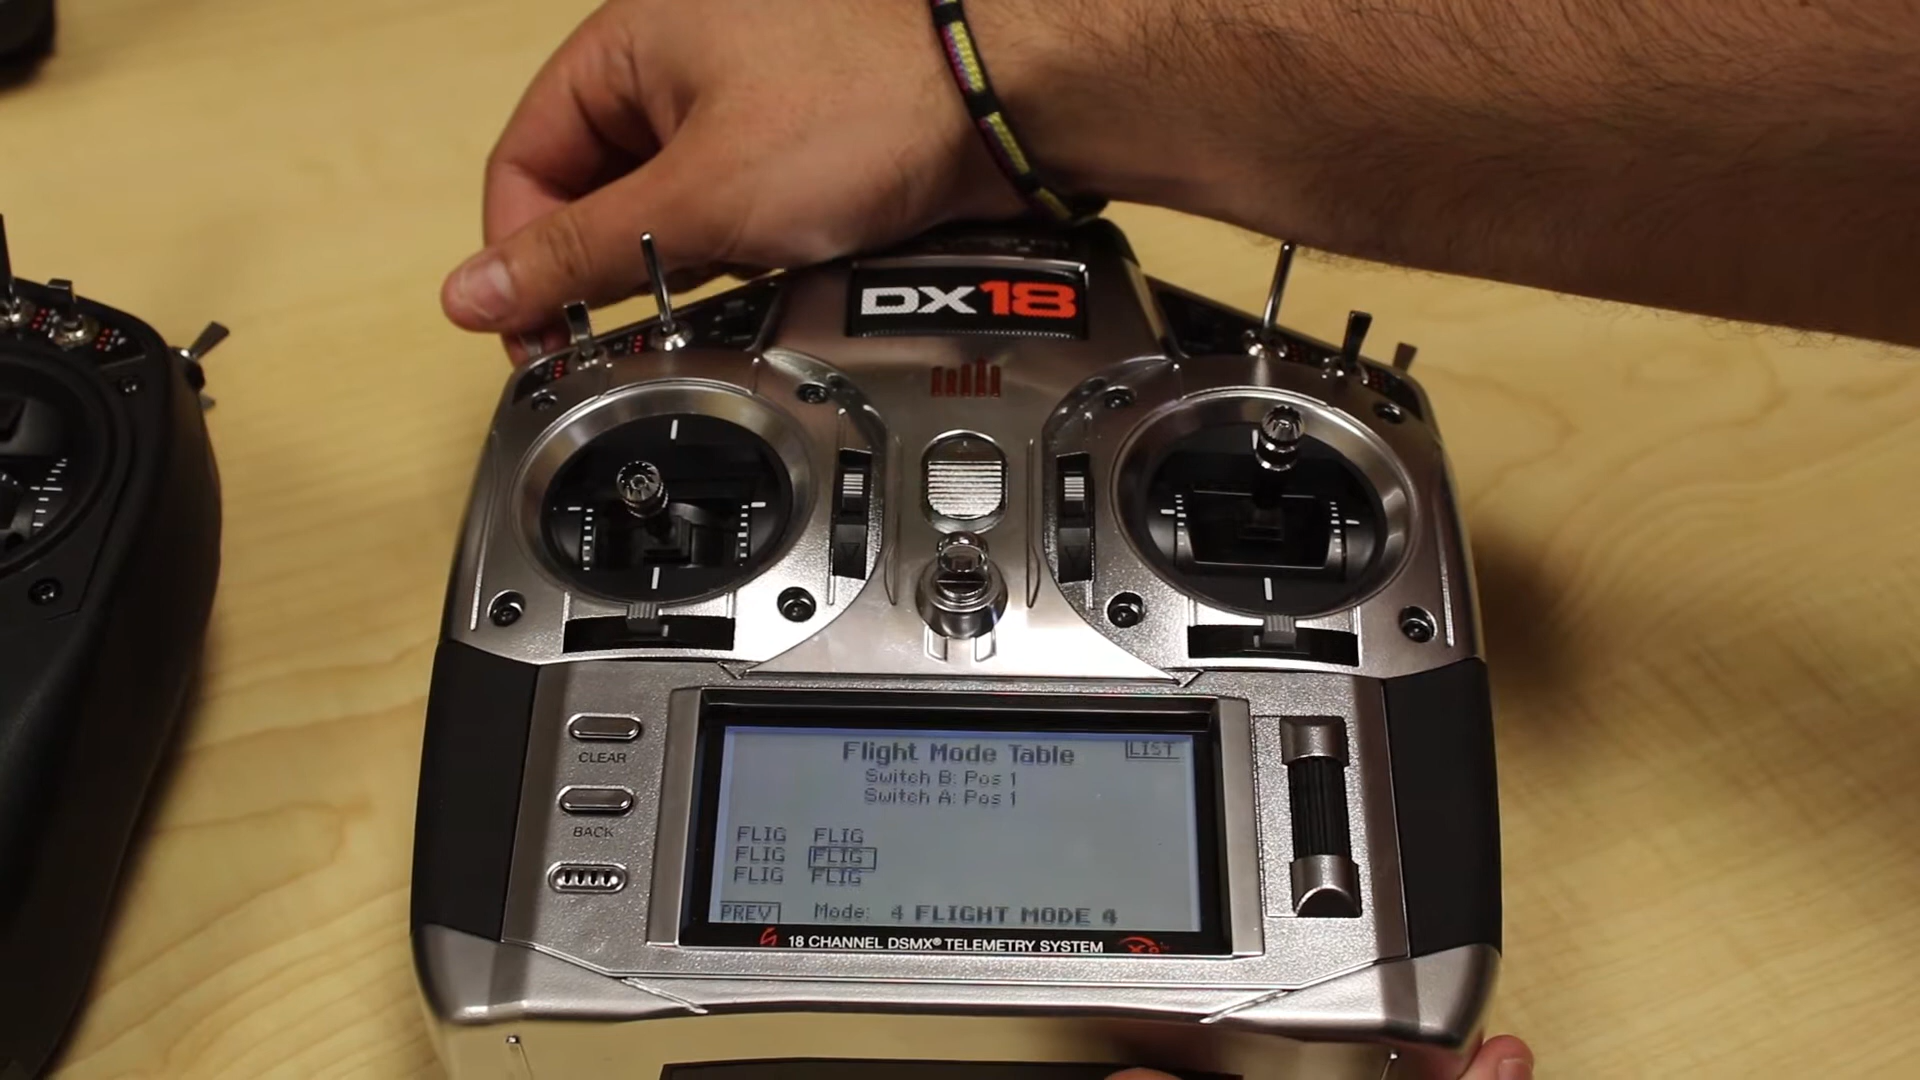 DX18
Flight Mode Table
LIST
Switch B: Pos 1
Switch A: Pos 1
FLIG FLIG
FLIG FLIG
FLIG FLIG
PREV Mode: 4 FLIGHT MODE 4
CLEAR
BACK
18 CHANNEL DSMX® TELEMETRY SYSTEM